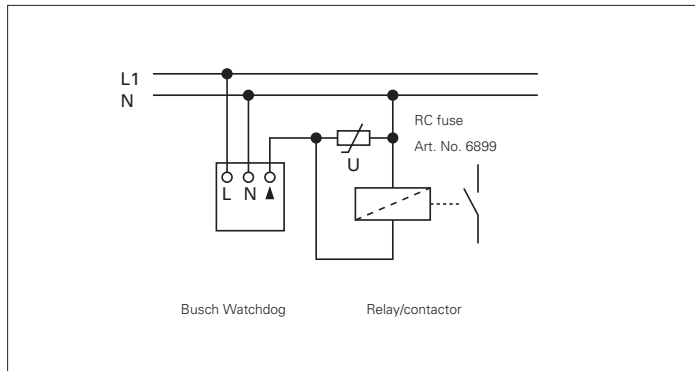 L1
N
RC fuse
Art. No. 6899
U
L N ▲
Busch Watchdog Relay/contactor